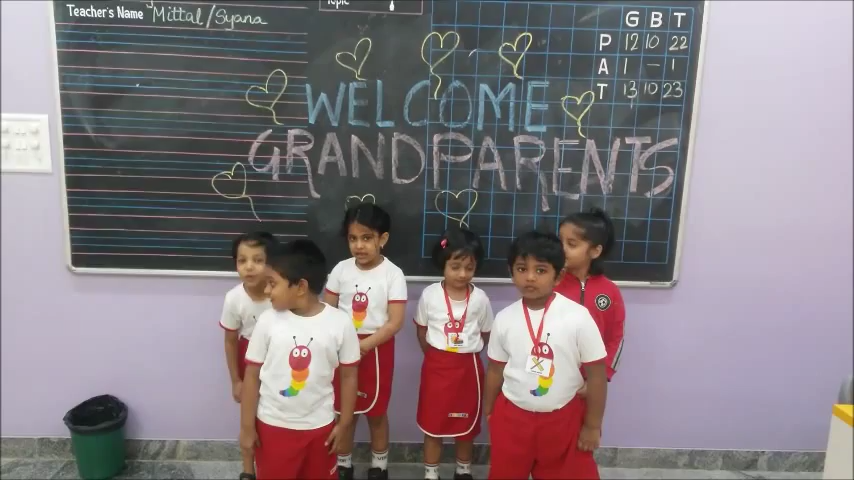 Teacher's Name Mittal/Syana
Topic
G B T
P 12 10 22
A 1 — 1
T 13 10 23
WELCOME
GRANDPARENTS